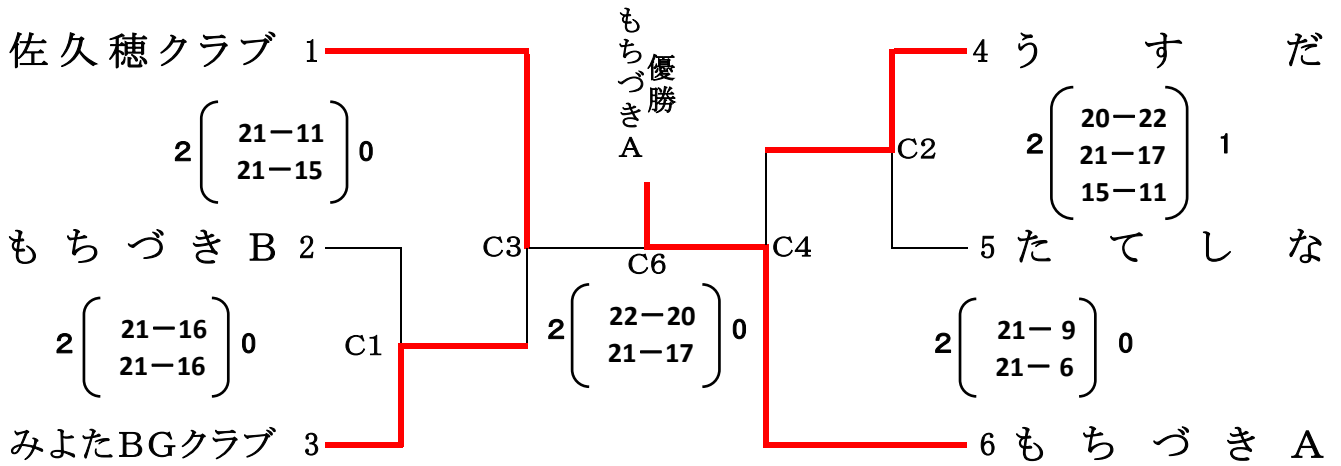 佐久穂クラブ 1
2 21－11 0
21－15
もちづきB 2
2 21－16 0
21－16
C1
みよたBGクラブ 3
C3
優勝
もちづきA
C6
2 22－20 0
21－17
C4
C2
4 うすだ
2 20－22 1
21－17
15－11
5 たてしな
2 21－ 9 0
21－ 6
6 もちづきA